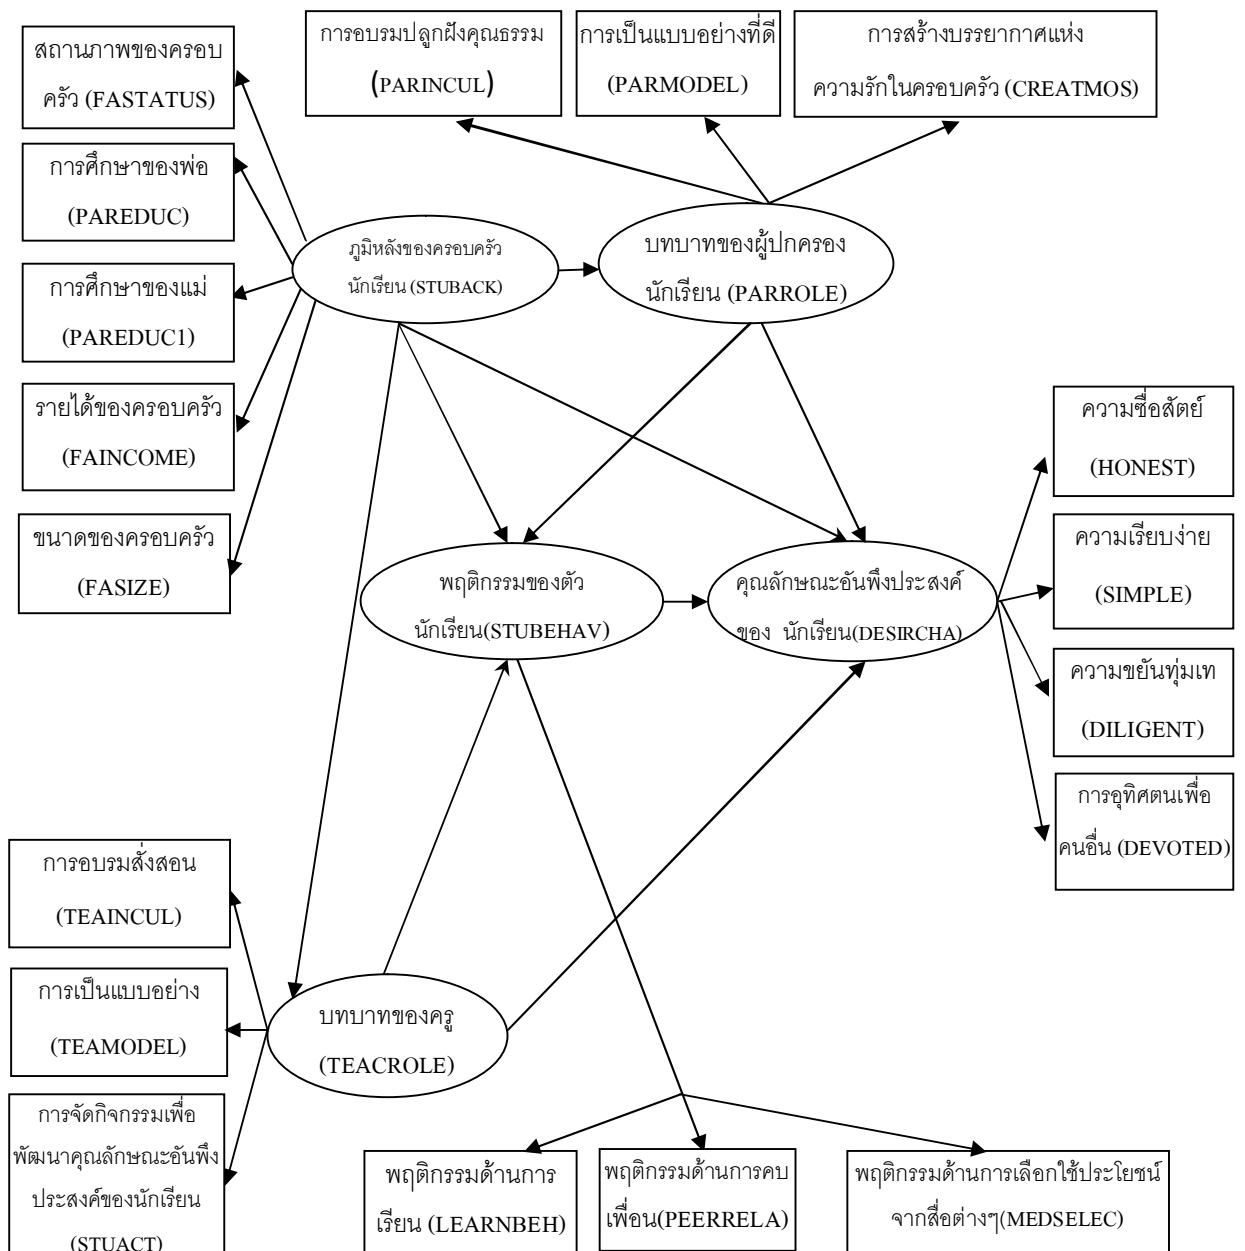 การอบรมปลูกฝังคุณธรรม
(PARINCUL)
การเป็นแบบอย่างที่ดี
(PARMODEL)
การสร้างบรรยากาศแห่ง
ความรักในครอบครัว (CREATMOS)
สถานภาพของครอบ
ครัว (FASTATUS)
การศึกษาของพ่อ
(PAREDUC)
การศึกษาของแม่
(PAREDUC1)
รายได้ของครอบครัว
(FAINCOME)
ขนาดของครอบครัว
(FASIZE)
ภูมิหลังของครอบครัว
นักเรียน (STUBACK)
บทบาทของผู้ปกครอง
นักเรียน (PARROLE)
พฤติกรรมของตัว
นักเรียน(STUBEHAV)
คุณลักษณะอันพึงประสงค์
ของ นักเรียน(DESIRCHA)
ความซื่อสัตย์
(HONEST)
ความเรียบง่าย
(SIMPLE)
ความขยันทุ่มเท
(DILIGENT)
การอุทิศตนเพื่อ
คนอื่น (DEVOTED)
การอบรมสั่งสอน
(TEAINCUL)
การเป็นแบบอย่าง
(TEAMODEL)
การจัดกิจกรรมเพื่อ
พัฒนาคุณลักษณะอันพึง
ประสงค์ของนักเรียน
(STUACT)
บทบาทของครู
(TEACROLE)
พฤติกรรมด้านการ
เรียน (LEARNBEH)
พฤติกรรมด้านการคบ
เพื่อน(PEERRELA)
พฤติกรรมด้านการเลือกใช้ประโยชน์
จากสื่อต่างๆ(MEDSELEC)